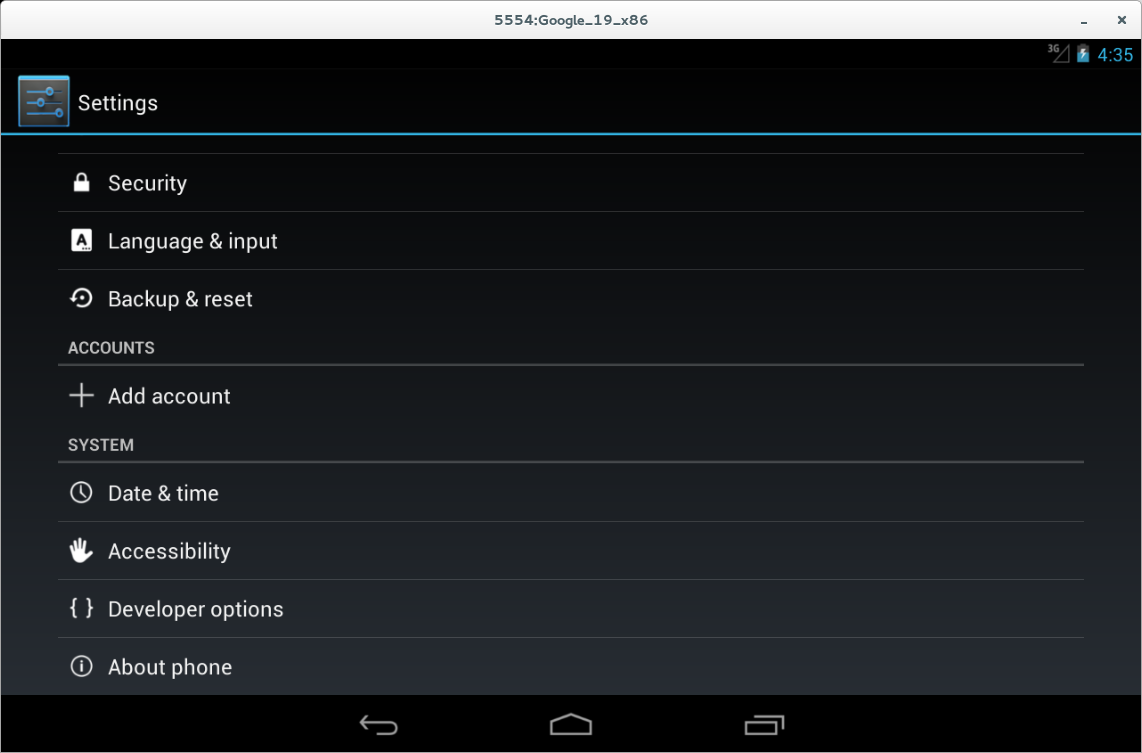 5554:Google_19_x86
3G 4:35
Settings
Security
A Language & input
Backup & reset
ACCOUNTS
Add account
SYSTEM
Date & time
Accessibility
{ } Developer options
About phone